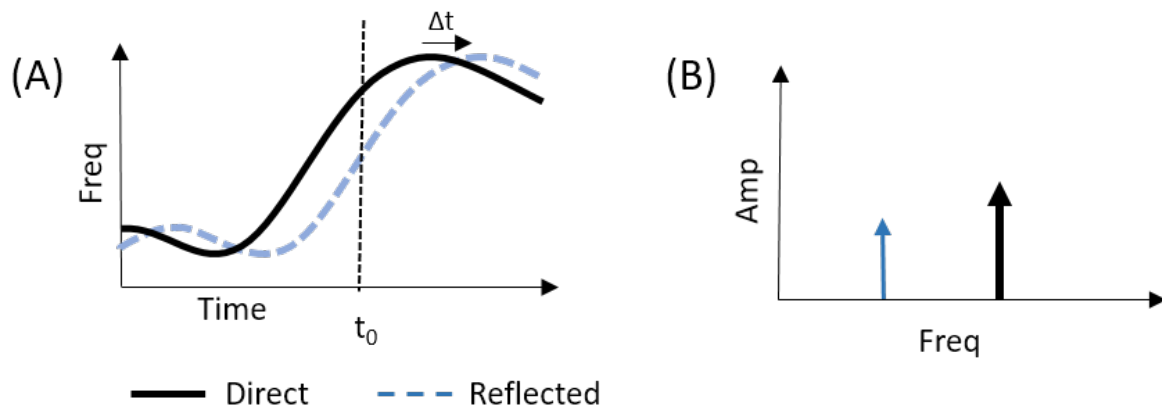 (A)
Δt
Freq
Time
t₀
(B)
Amp
Freq
Direct
Reflected